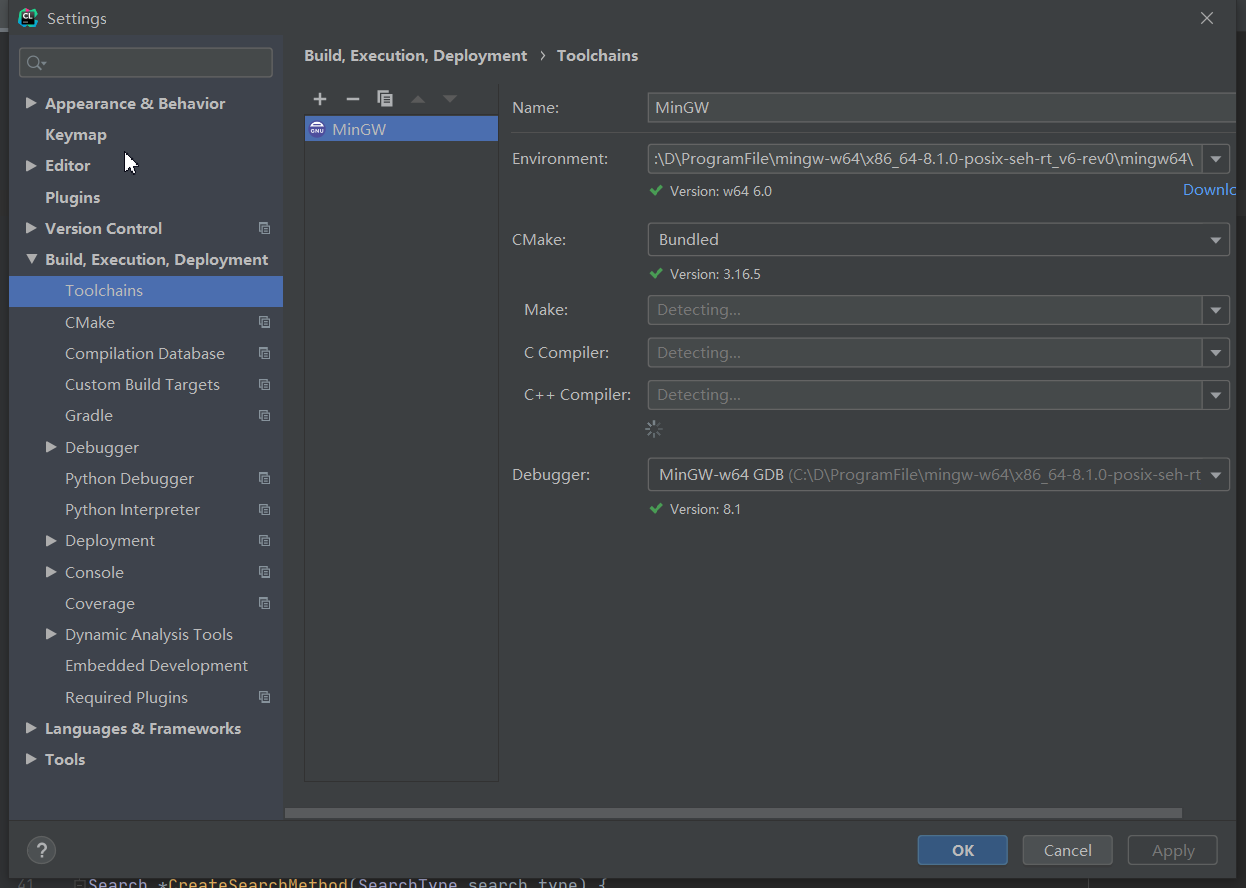 CL
Settings
Build, Execution, Deployment › Toolchains
Appearance & Behavior
Keymap
Editor
Plugins
Version Control
Build, Execution, Deployment
Toolchains
CMake
Compilation Database
Custom Build Targets
Gradle
Debugger
Python Debugger
Python Interpreter
Deployment
Console
Coverage
Dynamic Analysis Tools
Embedded Development
Required Plugins
Languages & Frameworks
Tools
GNU MinGW
Name: MinGW
Environment: :\D\ProgramFile\mingw-w64\x86_64-8.1.0-posix-seh-rt_v6-rev0\mingw64\
Version: w64 6.0 Downlo
CMake: Bundled
Version: 3.16.5
Make: Detecting...
C Compiler: Detecting...
C++ Compiler: Detecting...
Debugger: MinGW-w64 GDB (C:\D\ProgramFile\mingw-w64\x86_64-8.1.0-posix-seh-rt
Version: 8.1
? OK Cancel Apply
41 Search *CreateSearchMethod(SearchType search_type) {